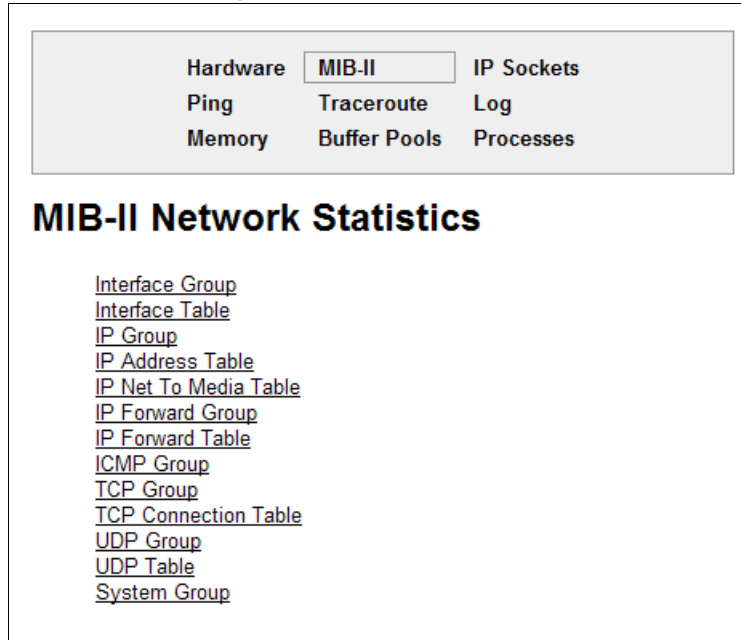 Hardware MIB-II IP Sockets
Ping Traceroute Log
Memory Buffer Pools Processes
MIB-II Network Statistics
Interface Group
Interface Table
IP Group
IP Address Table
IP Net To Media Table
IP Forward Group
IP Forward Table
ICMP Group
TCP Group
TCP Connection Table
UDP Group
UDP Table
System Group